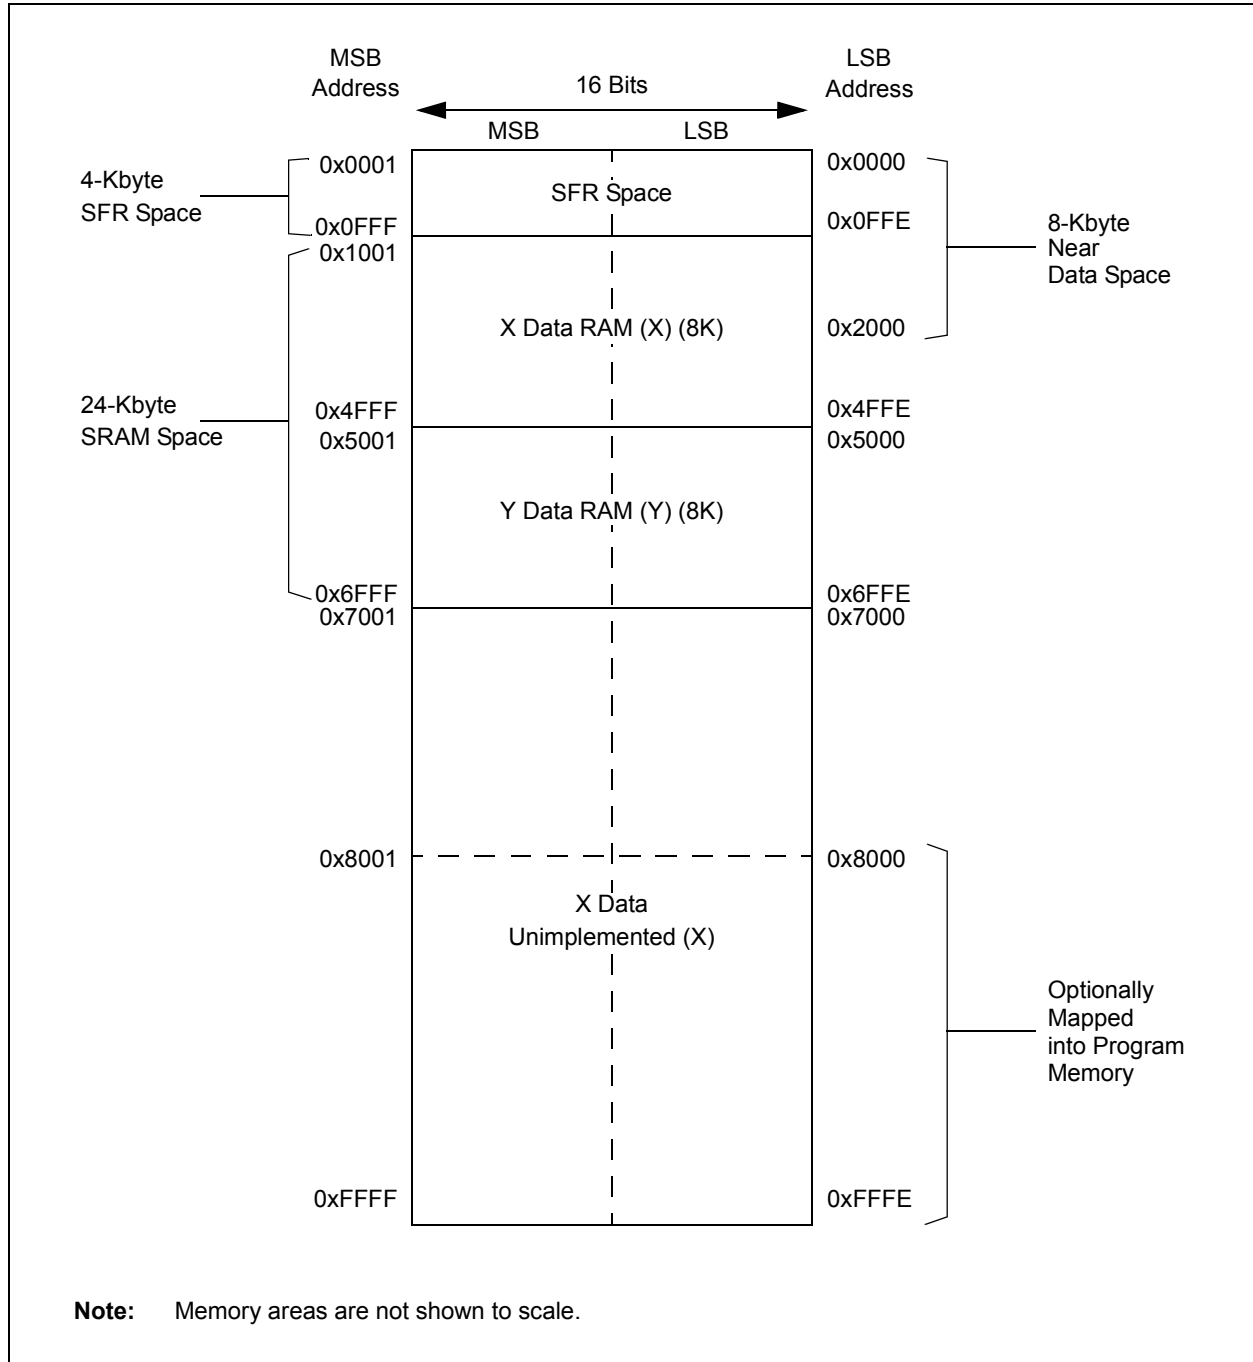 MSB
Address
LSB
Address
16 Bits
MSB
LSB
0x0001
0x0000
4-Kbyte
SFR Space
SFR Space
0x0FFF
0x0FFE
0x1001
8-Kbyte
Near
Data Space
X Data RAM (X) (8K)
0x2000
24-Kbyte
SRAM Space
0x4FFF
0x4FFE
0x5001
0x5000
Y Data RAM (Y) (8K)
0x6FFF
0x6FFE
0x7001
0x7000
0x8001
0x8000
X Data
Unimplemented (X)
Optionally
Mapped
into Program
Memory
0xFFFF
0xFFFE
Note: Memory areas are not shown to scale.